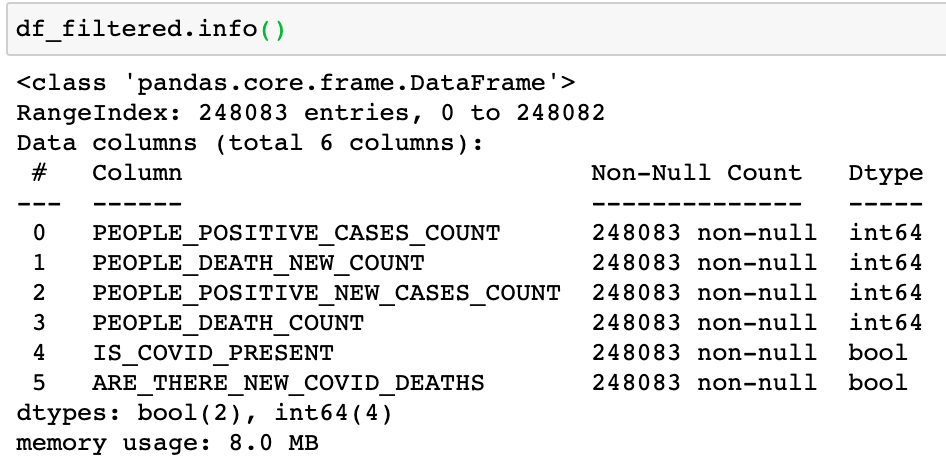 df_filtered.info()
<class 'pandas.core.frame.DataFrame'>
RangeIndex: 248083 entries, 0 to 248082
Data columns (total 6 columns):
 #   Column                         Non-Null Count   Dtype
---  ------                         --------------   -----
 0   PEOPLE_POSITIVE_CASES_COUNT    248083 non-null  int64
 1   PEOPLE_DEATH_NEW_COUNT         248083 non-null  int64
 2   PEOPLE_POSITIVE_NEW_CASES_COUNT  248083 non-null  int64
 3   PEOPLE_DEATH_COUNT             248083 non-null  int64
 4   IS_COVID_PRESENT               248083 non-null  bool
 5   ARE_THERE_NEW_COVID_DEATHS     248083 non-null  bool
dtypes: bool(2), int64(4)
memory usage: 8.0 MB